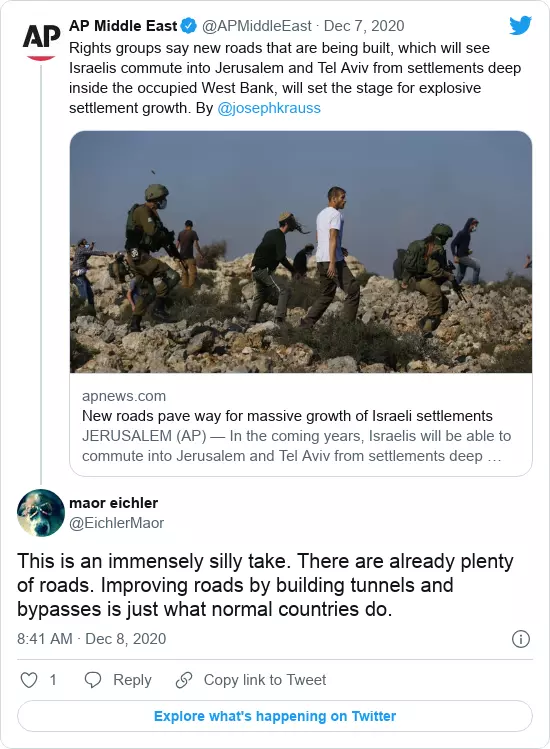 AP
AP Middle East @APMiddleEast · Dec 7, 2020
Rights groups say new roads that are being built, which will see
Israelis commute into Jerusalem and Tel Aviv from settlements deep
inside the occupied West Bank, will set the stage for explosive
settlement growth. By @josephkrauss
apnews.com
New roads pave way for massive growth of Israeli settlements
JERUSALEM (AP) — In the coming years, Israelis will be able to
commute into Jerusalem and Tel Aviv from settlements deep …
maor eichler
@EichlerMaor
This is an immensely silly take. There are already plenty
of roads. Improving roads by building tunnels and
bypasses is just what normal countries do.
8:41 AM · Dec 8, 2020
1 Reply Copy link to Tweet
Explore what's happening on Twitter